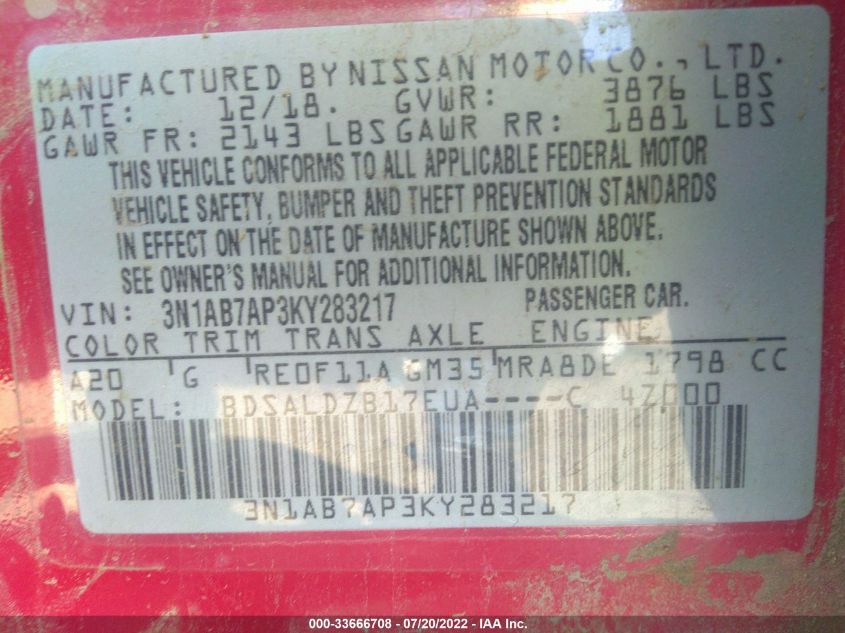 MANUFACTURED BY NISSAN MOTOR CO., LTD.
DATE: 12/18. GVWR: 3876 LBS
GAWR FR: 2143 LBS GAWR RR: 1881 LBS
THIS VEHICLE CONFORMS TO ALL APPLICABLE FEDERAL MOTOR
VEHICLE SAFETY, BUMPER AND THEFT PREVENTION STANDARDS
IN EFFECT ON THE DATE OF MANUFACTURE SHOWN ABOVE.
SEE OWNER'S MANUAL FOR ADDITIONAL INFORMATION.
VIN: 3N1AB7AP3KY283217 PASSENGER CAR.
COLOR TRIM TRANS AXLE ENGINE
A20 G RE0F11A GM35 MRA8DE 1798 CC
MODEL: BDSALDZB17EUA----C 4Z000
3N1AB7AP3KY283217
000-33666708 - 07/20/2022 - IAA Inc.